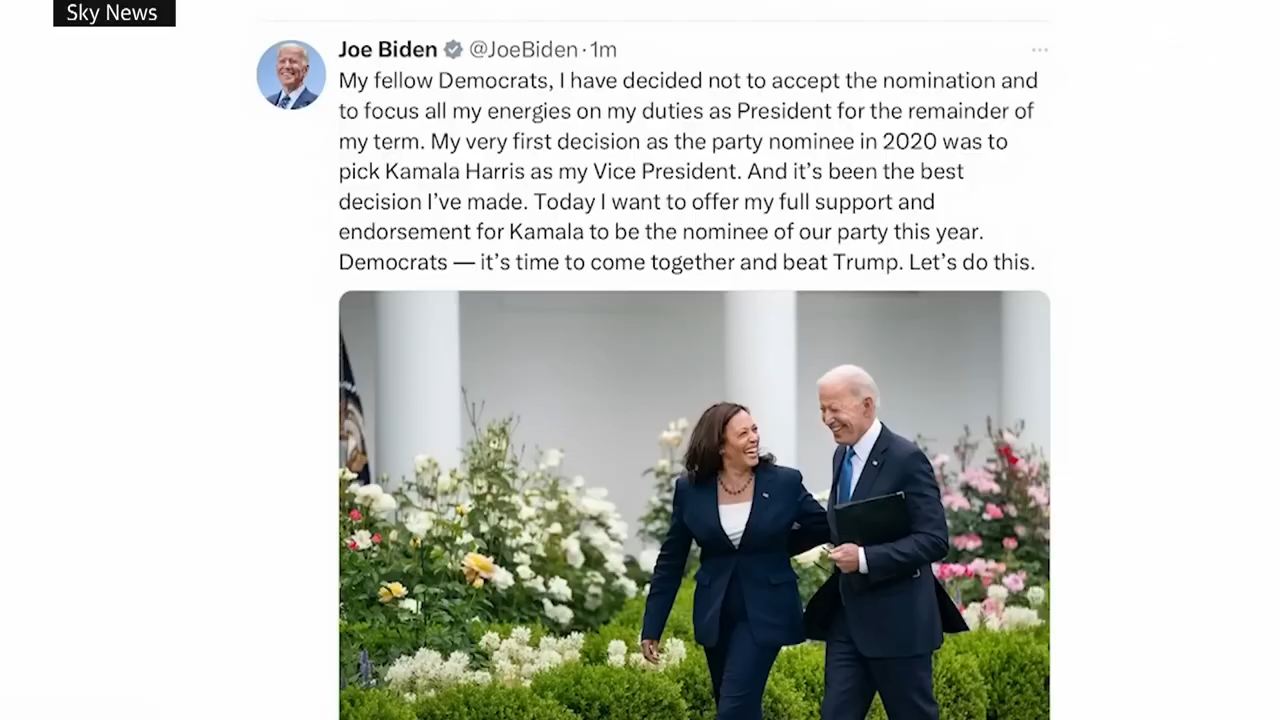 Sky News
Joe Biden @JoeBiden · 1m
My fellow Democrats, I have decided not to accept the nomination and
to focus all my energies on my duties as President for the remainder of
my term. My very first decision as the party nominee in 2020 was to
pick Kamala Harris as my Vice President. And it’s been the best
decision I’ve made. Today I want to offer my full support and
endorsement for Kamala to be the nominee of our party this year.
Democrats — it’s time to come together and beat Trump. Let’s do this.